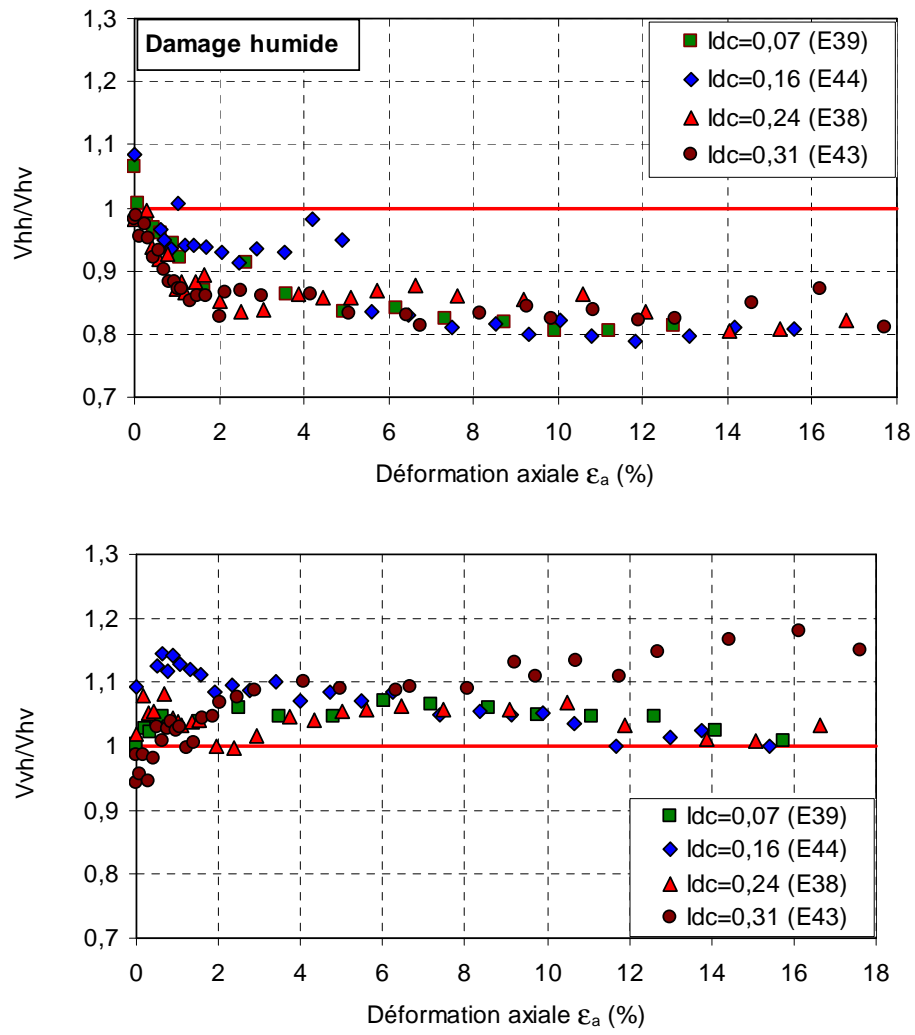 1,3
1,2
1,1
1
0,9
0,8
0,7
Vhh/Vhv
Damage humide
Idc=0,07 (E39)
Idc=0,16 (E44)
Idc=0,24 (E38)
Idc=0,31 (E43)
0 2 4 6 8 10 12 14 16 18
Déformation axiale εa (%)
1,3
1,2
1,1
1
0,9
0,8
0,7
Vvh/Vhv
Idc=0,07 (E39)
Idc=0,16 (E44)
Idc=0,24 (E38)
Idc=0,31 (E43)
0 2 4 6 8 10 12 14 16 18
Déformation axiale εa (%)